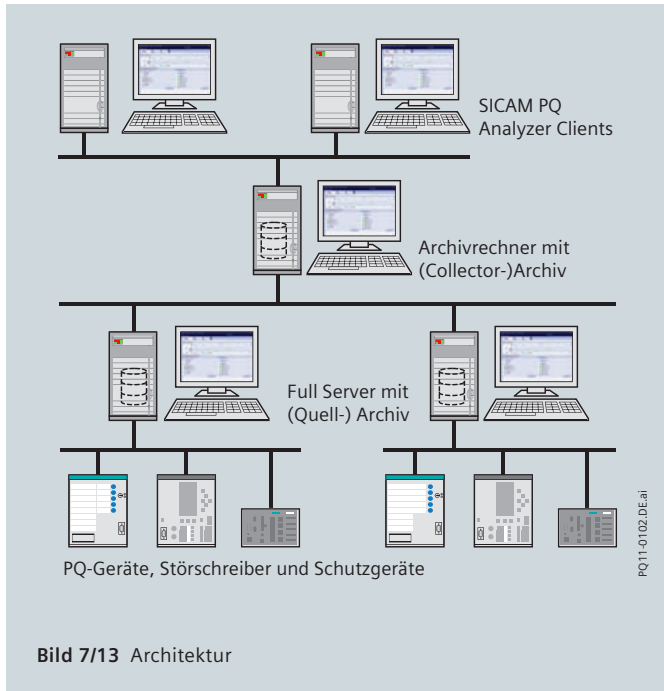 SICAM PQ
Analyzer Clients
Archivrechner mit
(Collector-)Archiv
Full Server mit
(Quell-) Archiv
PQ-Geräte, Störschreiber und Schutzgeräte
PQ11-0102.DE.ai
Bild 7/13 Architektur